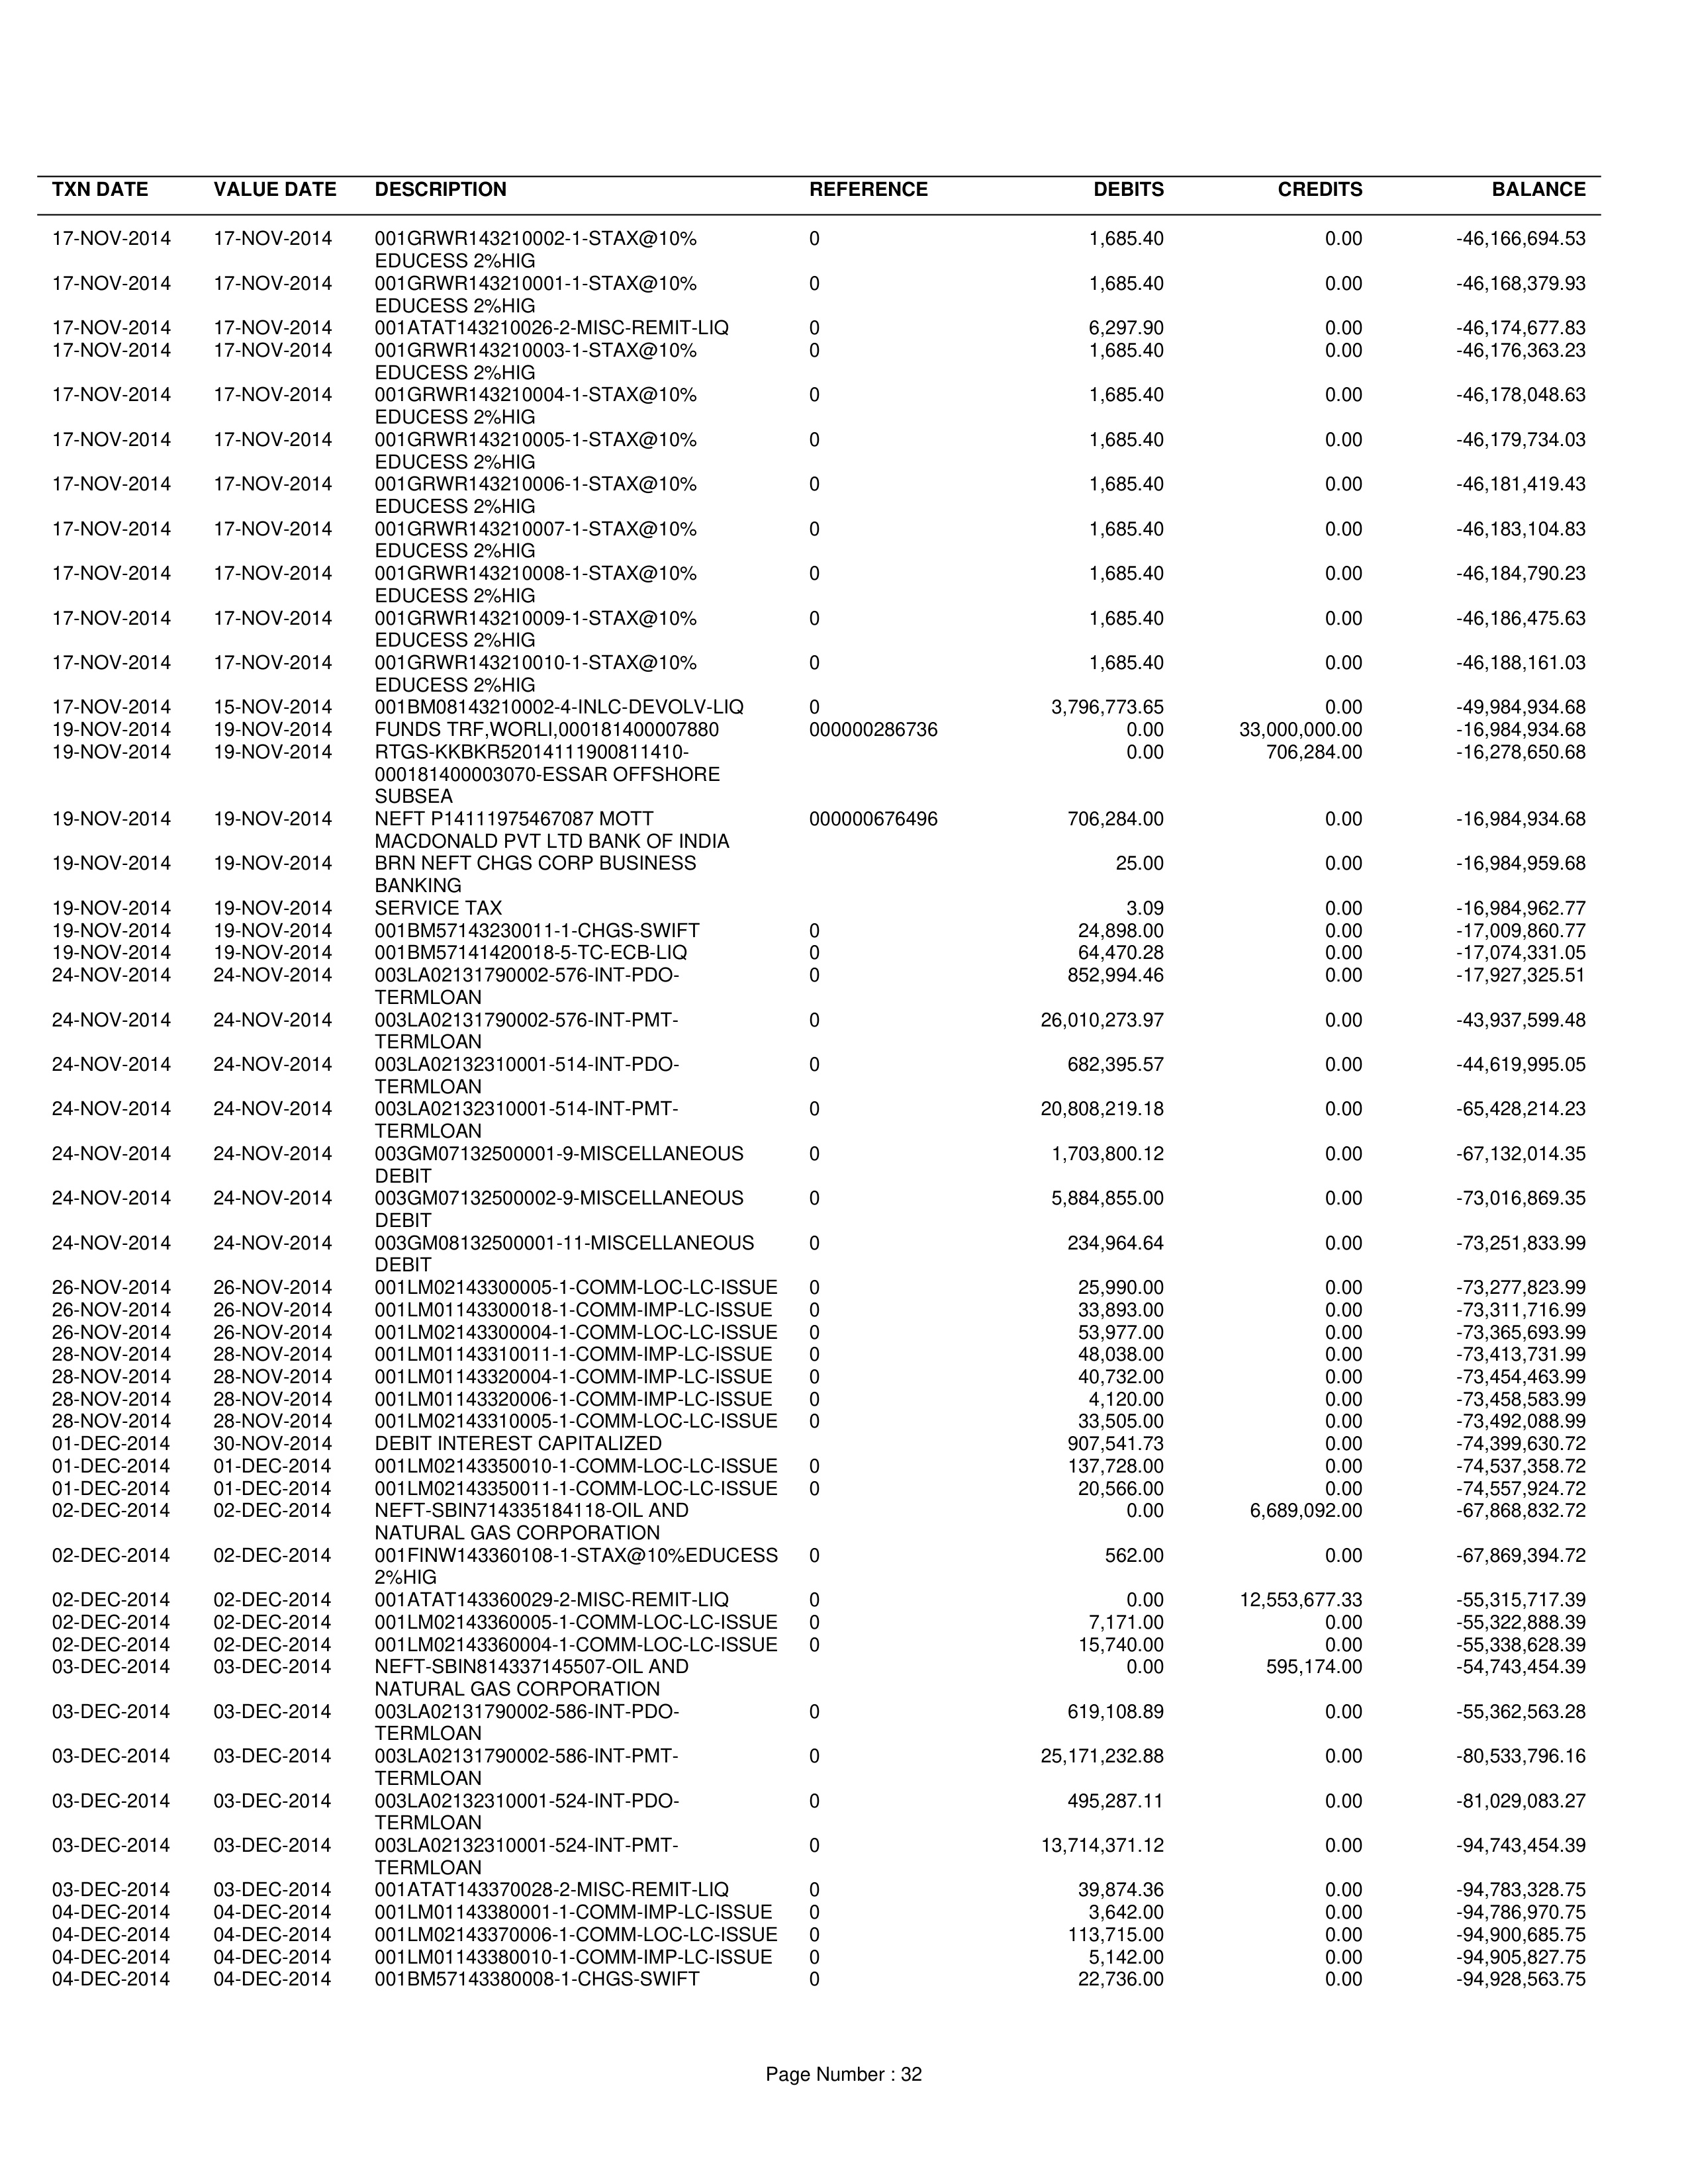 TXN DATE VALUE DATE DESCRIPTION REFERENCE DEBITS CREDITS BALANCE
17-NOV-2014 17-NOV-2014 001GRWR143210002-1-STAX@10% 0 1,685.40 0.00 -46,166,694.53
EDUCESS 2%HIG
17-NOV-2014 17-NOV-2014 001GRWR143210001-1-STAX@10% 0 1,685.40 0.00 -46,168,379.93
EDUCESS 2%HIG
17-NOV-2014 17-NOV-2014 001ATAT143210026-2-MISC-REMIT-LIQ 0 6,297.90 0.00 -46,174,677.83
17-NOV-2014 17-NOV-2014 001GRWR143210003-1-STAX@10% 0 1,685.40 0.00 -46,176,363.23
EDUCESS 2%HIG
17-NOV-2014 17-NOV-2014 001GRWR143210004-1-STAX@10% 0 1,685.40 0.00 -46,178,048.63
EDUCESS 2%HIG
17-NOV-2014 17-NOV-2014 001GRWR143210005-1-STAX@10% 0 1,685.40 0.00 -46,179,734.03
EDUCESS 2%HIG
17-NOV-2014 17-NOV-2014 001GRWR143210006-1-STAX@10% 0 1,685.40 0.00 -46,181,419.43
EDUCESS 2%HIG
17-NOV-2014 17-NOV-2014 001GRWR143210007-1-STAX@10% 0 1,685.40 0.00 -46,183,104.83
EDUCESS 2%HIG
17-NOV-2014 17-NOV-2014 001GRWR143210008-1-STAX@10% 0 1,685.40 0.00 -46,184,790.23
EDUCESS 2%HIG
17-NOV-2014 17-NOV-2014 001GRWR143210009-1-STAX@10% 0 1,685.40 0.00 -46,186,475.63
EDUCESS 2%HIG
17-NOV-2014 17-NOV-2014 001GRWR143210010-1-STAX@10% 0 1,685.40 0.00 -46,188,161.03
EDUCESS 2%HIG
17-NOV-2014 15-NOV-2014 001BM08143210002-4-INLC-DEVOLV-LIQ 0 3,796,773.65 0.00 -49,984,934.68
19-NOV-2014 19-NOV-2014 FUNDS TRF,WORLI,000181400007880 000000286736 0.00 33,000,000.00 -16,984,934.68
19-NOV-2014 19-NOV-2014 RTGS-KKBKR52014111900811410- 0.00 706,284.00 -16,278,650.68
000181400003070-ESSAR OFFSHORE
SUBSEA
19-NOV-2014 19-NOV-2014 NEFT P14111975467087 MOTT 000000676496 706,284.00 0.00 -16,984,934.68
MACDONALD PVT LTD BANK OF INDIA
19-NOV-2014 19-NOV-2014 BRN NEFT CHGS CORP BUSINESS 25.00 0.00 -16,984,959.68
BANKING
19-NOV-2014 19-NOV-2014 SERVICE TAX 3.09 0.00 -16,984,962.77
19-NOV-2014 19-NOV-2014 001BM57143230011-1-CHGS-SWIFT 0 24,898.00 0.00 -17,009,860.77
19-NOV-2014 19-NOV-2014 001BM57141420018-5-TC-ECB-LIQ 0 64,470.28 0.00 -17,074,331.05
24-NOV-2014 24-NOV-2014 003LA02131790002-576-INT-PDO- 0 852,994.46 0.00 -17,927,325.51
TERMLOAN
24-NOV-2014 24-NOV-2014 003LA02131790002-576-INT-PMT- 0 26,010,273.97 0.00 -43,937,599.48
TERMLOAN
24-NOV-2014 24-NOV-2014 003LA02132310001-514-INT-PDO- 0 682,395.57 0.00 -44,619,995.05
TERMLOAN
24-NOV-2014 24-NOV-2014 003LA02132310001-514-INT-PMT- 0 20,808,219.18 0.00 -65,428,214.23
TERMLOAN
24-NOV-2014 24-NOV-2014 003GM07132500001-9-MISCELLANEOUS 0 1,703,800.12 0.00 -67,132,014.35
DEBIT
24-NOV-2014 24-NOV-2014 003GM07132500002-9-MISCELLANEOUS 0 5,884,855.00 0.00 -73,016,869.35
DEBIT
24-NOV-2014 24-NOV-2014 003GM08132500001-11-MISCELLANEOUS 0 234,964.64 0.00 -73,251,833.99
DEBIT
26-NOV-2014 26-NOV-2014 001LM02143300005-1-COMM-LOC-LC-ISSUE 0 25,990.00 0.00 -73,277,823.99
26-NOV-2014 26-NOV-2014 001LM01143300018-1-COMM-IMP-LC-ISSUE 0 33,893.00 0.00 -73,311,716.99
26-NOV-2014 26-NOV-2014 001LM02143300004-1-COMM-LOC-LC-ISSUE 0 53,977.00 0.00 -73,365,693.99
28-NOV-2014 28-NOV-2014 001LM01143310011-1-COMM-IMP-LC-ISSUE 0 48,038.00 0.00 -73,413,731.99
28-NOV-2014 28-NOV-2014 001LM01143320004-1-COMM-IMP-LC-ISSUE 0 40,732.00 0.00 -73,454,463.99
28-NOV-2014 28-NOV-2014 001LM01143320006-1-COMM-IMP-LC-ISSUE 0 4,120.00 0.00 -73,458,583.99
28-NOV-2014 28-NOV-2014 001LM02143310005-1-COMM-LOC-LC-ISSUE 0 33,505.00 0.00 -73,492,088.99
01-DEC-2014 30-NOV-2014 DEBIT INTEREST CAPITALIZED 907,541.73 0.00 -74,399,630.72
01-DEC-2014 01-DEC-2014 001LM02143350010-1-COMM-LOC-LC-ISSUE 0 137,728.00 0.00 -74,537,358.72
01-DEC-2014 01-DEC-2014 001LM02143350011-1-COMM-LOC-LC-ISSUE 0 20,566.00 0.00 -74,557,924.72
02-DEC-2014 02-DEC-2014 NEFT-SBIN714335184118-OIL AND 0.00 6,689,092.00 -67,868,832.72
NATURAL GAS CORPORATION
02-DEC-2014 02-DEC-2014 001FINW143360108-1-STAX@10%EDUCESS 0 562.00 0.00 -67,869,394.72
2%HIG
02-DEC-2014 02-DEC-2014 001ATAT143360029-2-MISC-REMIT-LIQ 0 0.00 12,553,677.33 -55,315,717.39
02-DEC-2014 02-DEC-2014 001LM02143360005-1-COMM-LOC-LC-ISSUE 0 7,171.00 0.00 -55,322,888.39
02-DEC-2014 02-DEC-2014 001LM02143360004-1-COMM-LOC-LC-ISSUE 0 15,740.00 0.00 -55,338,628.39
03-DEC-2014 03-DEC-2014 NEFT-SBIN814337145507-OIL AND 0.00 595,174.00 -54,743,454.39
NATURAL GAS CORPORATION
03-DEC-2014 03-DEC-2014 003LA02131790002-586-INT-PDO- 0 619,108.89 0.00 -55,362,563.28
TERMLOAN
03-DEC-2014 03-DEC-2014 003LA02131790002-586-INT-PMT- 0 25,171,232.88 0.00 -80,533,796.16
TERMLOAN
03-DEC-2014 03-DEC-2014 003LA02132310001-524-INT-PDO- 0 495,287.11 0.00 -81,029,083.27
TERMLOAN
03-DEC-2014 03-DEC-2014 003LA02132310001-524-INT-PMT- 0 13,714,371.12 0.00 -94,743,454.39
TERMLOAN
03-DEC-2014 03-DEC-2014 001ATAT143370028-2-MISC-REMIT-LIQ 0 39,874.36 0.00 -94,783,328.75
04-DEC-2014 04-DEC-2014 001LM01143380001-1-COMM-IMP-LC-ISSUE 0 3,642.00 0.00 -94,786,970.75
04-DEC-2014 04-DEC-2014 001LM02143370006-1-COMM-LOC-LC-ISSUE 0 113,715.00 0.00 -94,900,685.75
04-DEC-2014 04-DEC-2014 001LM01143380010-1-COMM-IMP-LC-ISSUE 0 5,142.00 0.00 -94,905,827.75
04-DEC-2014 04-DEC-2014 001BM57143380008-1-CHGS-SWIFT 0 22,736.00 0.00 -94,928,563.75
Page Number : 32